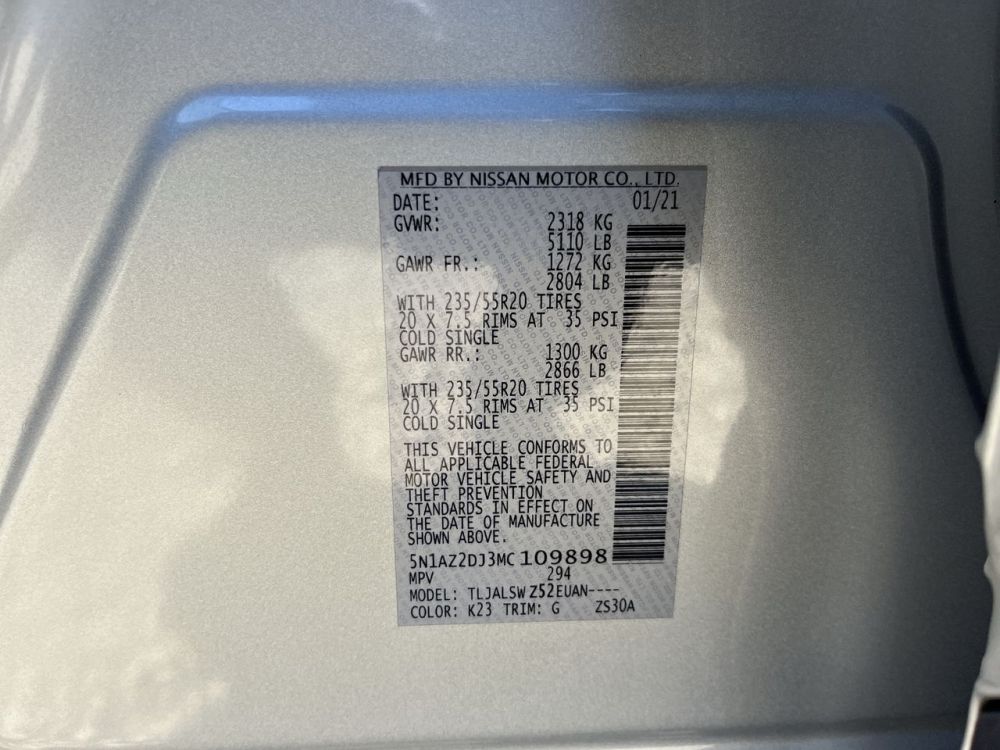 MFD BY NISSAN MOTOR CO., LTD.
DATE: 01/21
GVWR: 2318 KG
5110 LB
GAWR FR.: 1272 KG
2804 LB
WITH 235/55R20 TIRES
20 X 7.5 RIMS AT 35 PSI
COLD SINGLE
GAWR RR.: 1300 KG
2866 LB
WITH 235/55R20 TIRES
20 X 7.5 RIMS AT 35 PSI
COLD SINGLE
THIS VEHICLE CONFORMS TO
ALL APPLICABLE FEDERAL
MOTOR VEHICLE SAFETY AND
THEFT PREVENTION
STANDARDS IN EFFECT ON
THE DATE OF MANUFACTURE
SHOWN ABOVE.
5N1AZ2DJ3MC109898
MPV 294
MODEL: TLJALSW Z52EUAN----
COLOR: K23 TRIM: G ZS30A